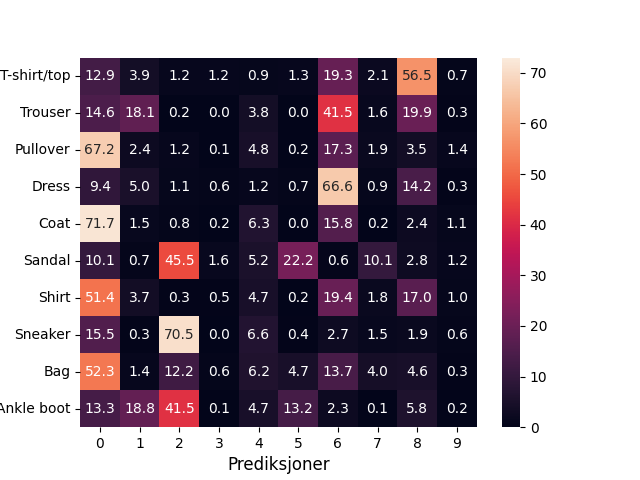 T-shirt/top 12.9 3.9 1.2 1.2 0.9 1.3 19.3 2.1 56.5 0.7
Trouser 14.6 18.1 0.2 0.0 3.8 0.0 41.5 1.6 19.9 0.3
Pullover 67.2 2.4 1.2 0.1 4.8 0.2 17.3 1.9 3.5 1.4
Dress 9.4 5.0 1.1 0.6 1.2 0.7 66.6 0.9 14.2 0.3
Coat 71.7 1.5 0.8 0.2 6.3 0.0 15.8 0.2 2.4 1.1
Sandal 10.1 0.7 45.5 1.6 5.2 22.2 0.6 10.1 2.8 1.2
Shirt 51.4 3.7 0.3 0.5 4.7 0.2 19.4 1.8 17.0 1.0
Sneaker 15.5 0.3 70.5 0.0 6.6 0.4 2.7 1.5 1.9 0.6
Bag 52.3 1.4 12.2 0.6 6.2 4.7 13.7 4.0 4.6 0.3
Ankle boot 13.3 18.8 41.5 0.1 4.7 13.2 2.3 0.1 5.8 0.2
0 1 2 3 4 5 6 7 8 9
Prediksjoner
70
60
50
40
30
20
10
0